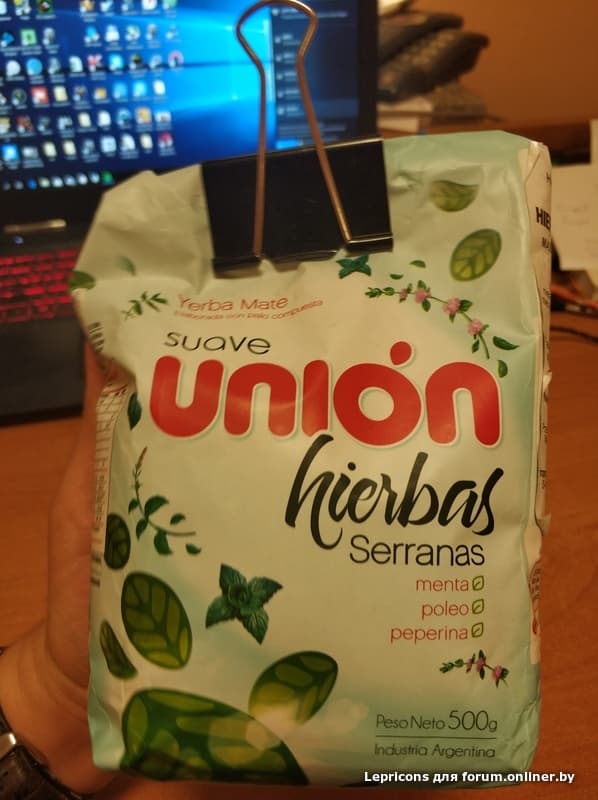 Yerba Mate
Elaborada con palo compuesta
suave
unión
hierbas
Serranas
menta
poleo
peperina
Peso Neto 500g
Industria Argentina
Lepricons для forum.onliner.by